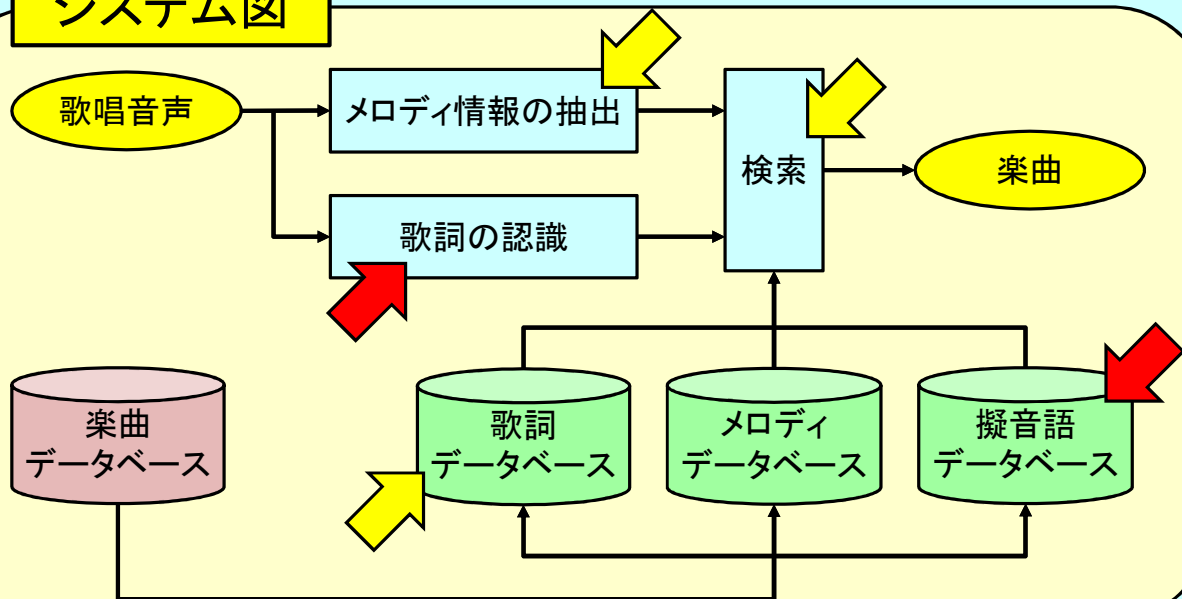 システム図
歌唱音声
メロディ情報の抽出
検索
楽曲
歌詞の認識
楽曲
データベース
歌詞
データベース
メロディ
データベース
擬音語
データベース